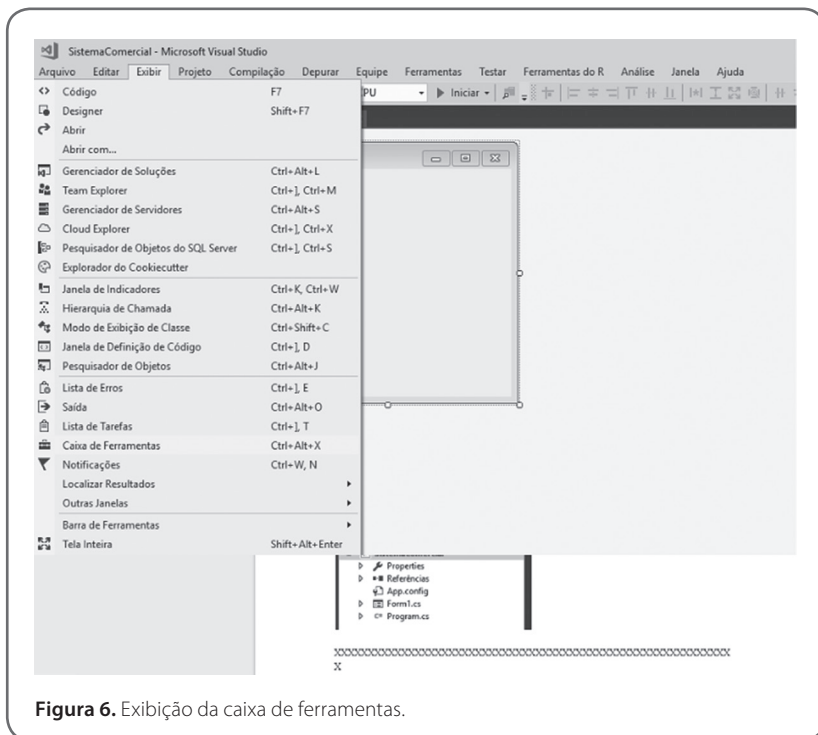 SistemaComercial - Microsoft Visual Studio
Arquivo Editar Exibir Projeto Compilação Depurar Equipe Ferramentas Testar Ferramentas do R Análise Janela Ajuda
Código F7
PU Iniciar
Designer Shift+F7
Abrir
Abrir com...
Gerenciador de Soluções Ctrl+Alt+L
Team Explorer Ctrl+], Ctrl+M
Gerenciador de Servidores Ctrl+Alt+S
Cloud Explorer Ctrl+], Ctrl+X
Pesquisador de Objetos do SQL Server Ctrl+], Ctrl+S
Explorador do Cookiecutter
Janela de Indicadores Ctrl+K, Ctrl+W
Hierarquia de Chamada Ctrl+Alt+K
Modo de Exibição de Classe Ctrl+Shift+C
Janela de Definição de Código Ctrl+], D
Pesquisador de Objetos Ctrl+Alt+J
Lista de Erros Ctrl+], E
Saída Ctrl+Alt+O
Lista de Tarefas Ctrl+], T
Caixa de Ferramentas Ctrl+Alt+X
Notificações Ctrl+W, N
Localizar Resultados
Outras Janelas
Barra de Ferramentas
Tela Inteira Shift+Alt+Enter
Properties
Referências
App.config
Form1.cs
C# Program.cs
X
Figura 6. Exibição da caixa de ferramentas.